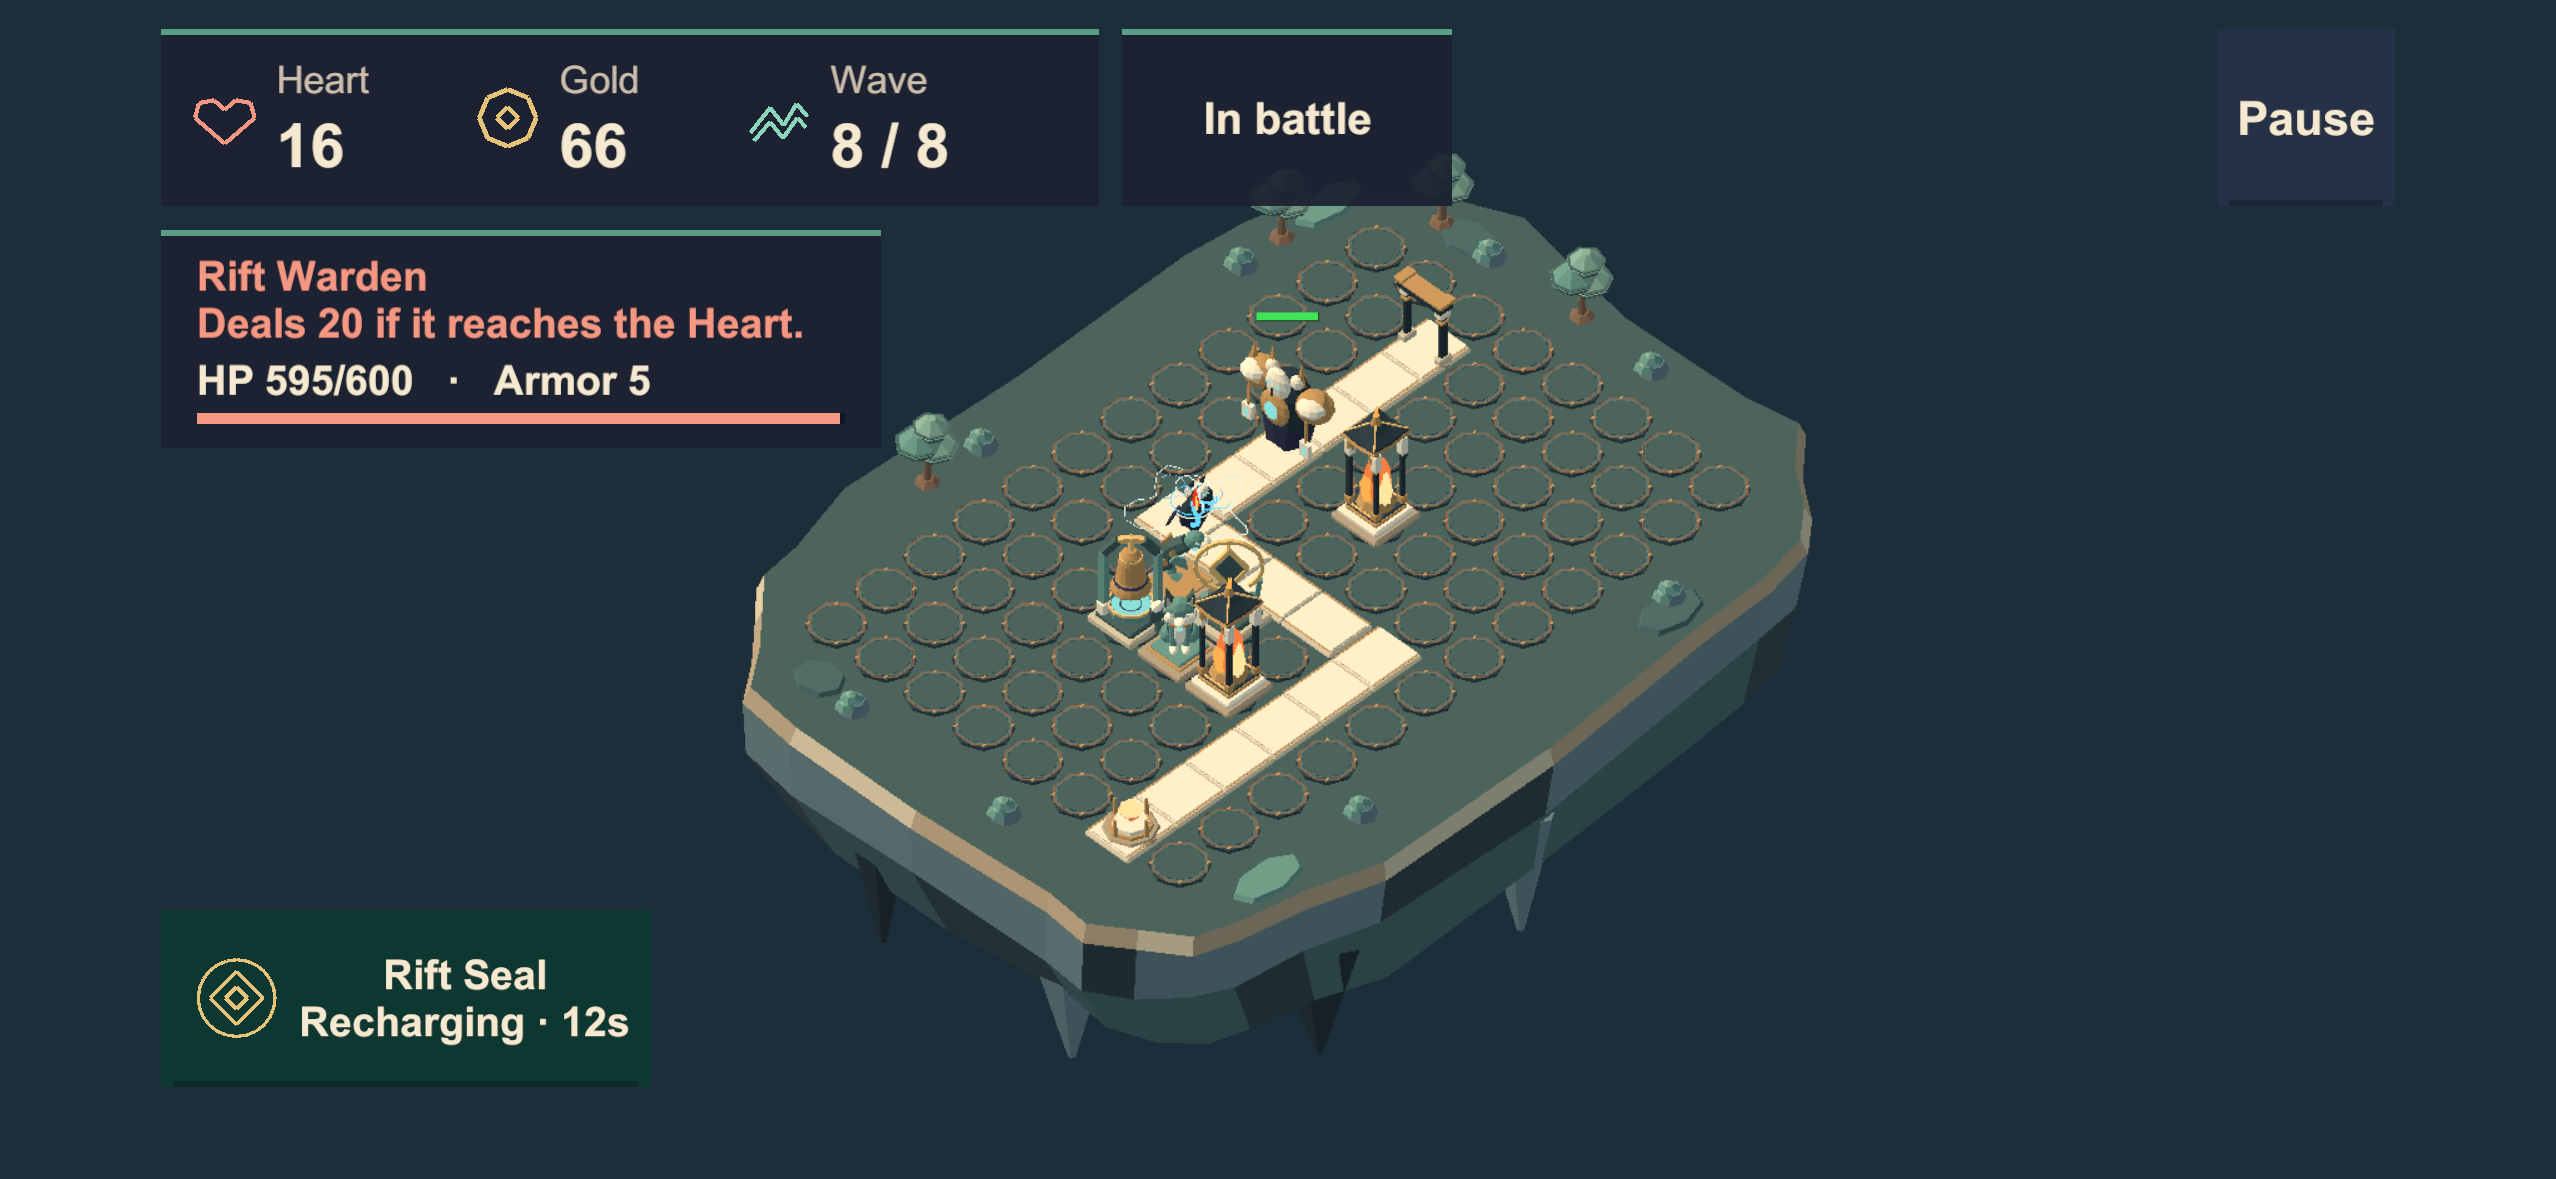 Heart
16
Gold
66
Wave
8 / 8
In battle
Pause
Rift Warden
Deals 20 if it reaches the Heart.
HP 595/600 · Armor 5
Rift Seal
Recharging · 12s